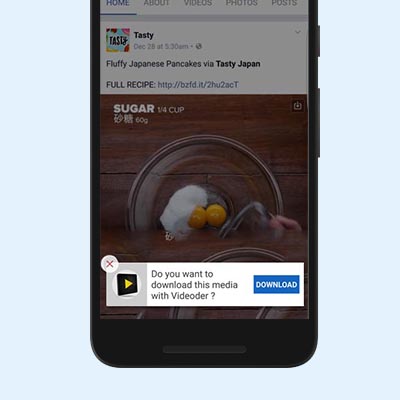 HOME ABOUT VIDEOS PHOTOS POSTS
TASTY
Tasty
Dec 28 at 5.30am •
Fluffy Japanese Pancakes via Tasty Japan
FULL RECIPE: http://bzfd.it/2hu2acT
SUGAR 1/4 CUP
砂糖 60g
Do you want to
download this media
with Videoder ?
DOWNLOAD